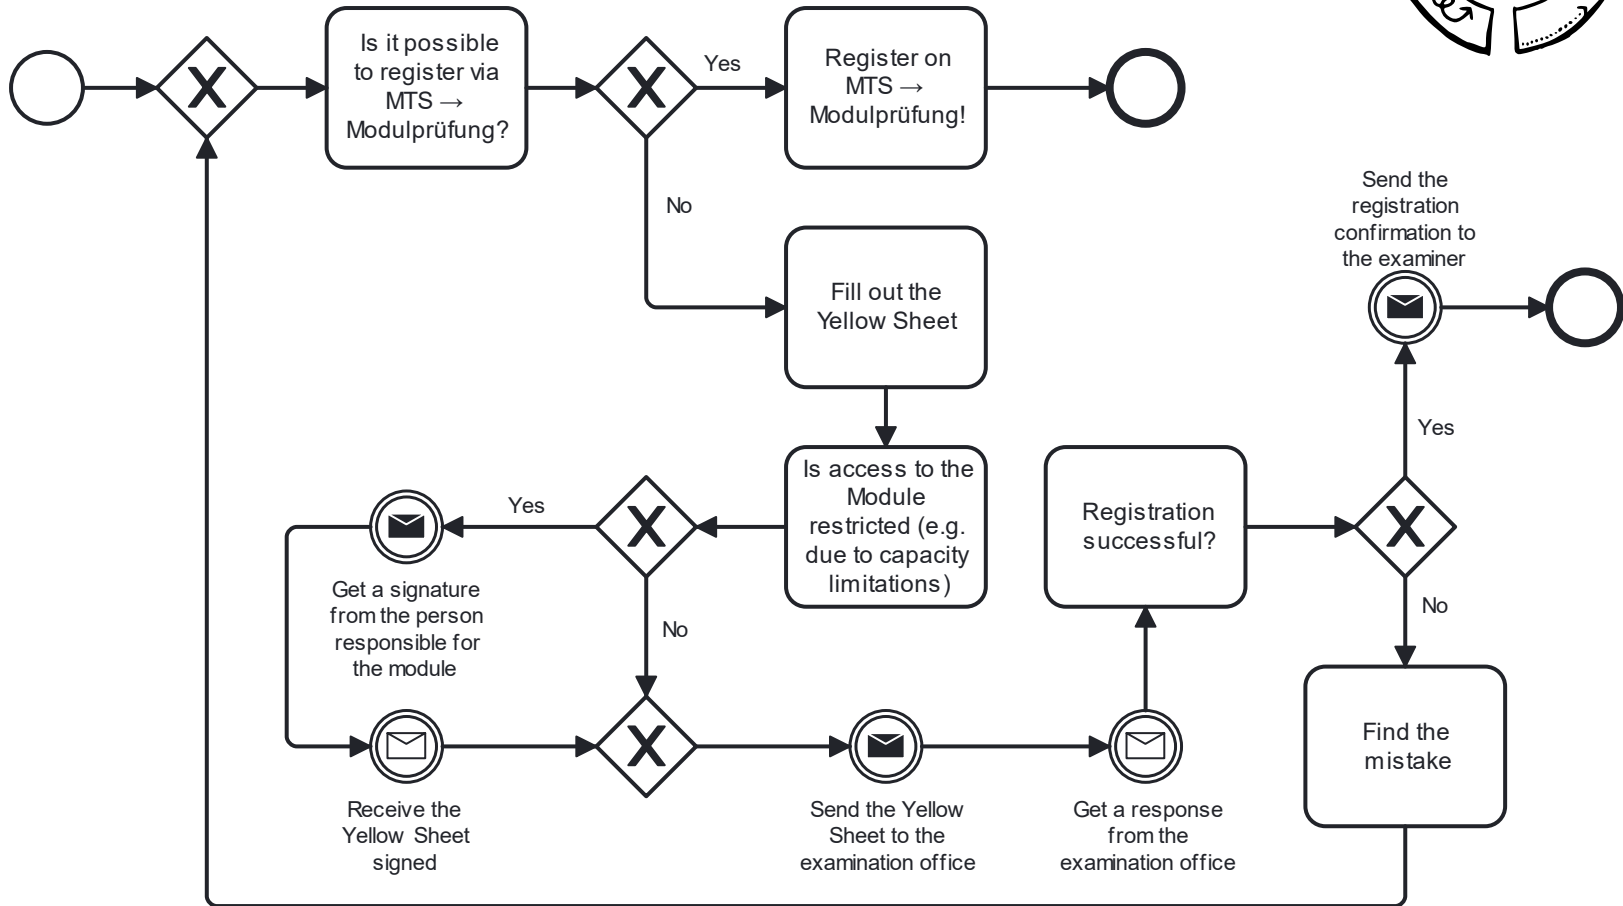 Is it possible
to register via
MTS →
Modulprüfung?
Yes
Register on
MTS →
Modulprüfung!
No
Send the
registration
confirmation to
the examiner
Fill out the
Yellow Sheet
Yes
Is access to the
Module
restricted (e.g.
due to capacity
limitations)
Registration
successful?
Yes
Get a signature
from the person
responsible for
the module
No
No
Find the
mistake
Receive the
Yellow Sheet
signed
Send the Yellow
Sheet to the
examination office
Get a response
from the
examination office